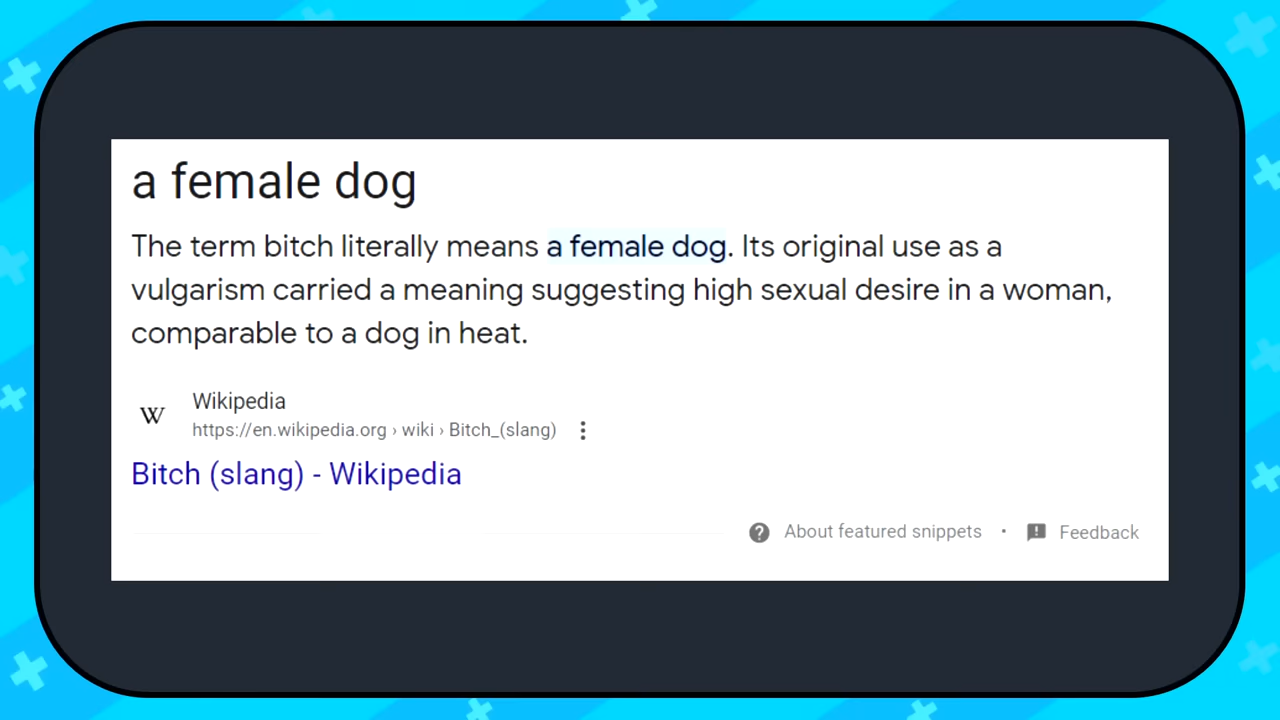 a female dog
The term bitch literally means a female dog. Its original use as a
vulgarism carried a meaning suggesting high sexual desire in a woman,
comparable to a dog in heat.
W
Wikipedia
https://en.wikipedia.org › wiki › Bitch_(slang)
Bitch (slang) - Wikipedia
About featured snippets • Feedback